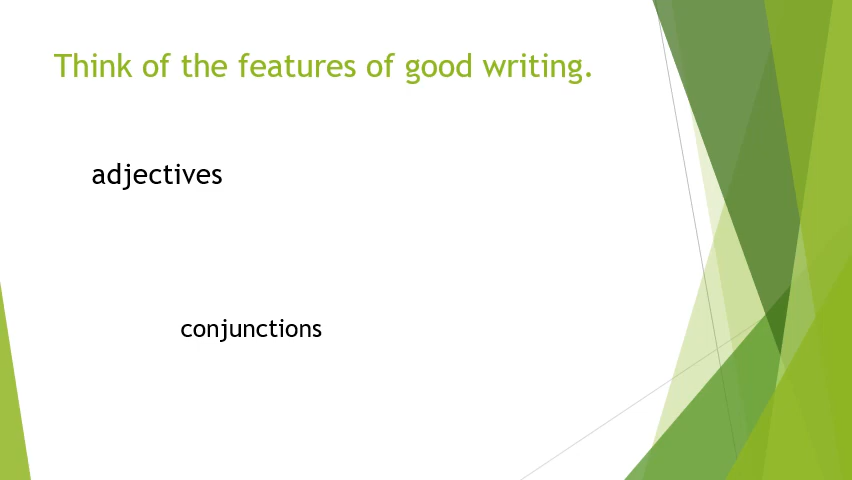 Think of the features of good writing.
adjectives
conjunctions